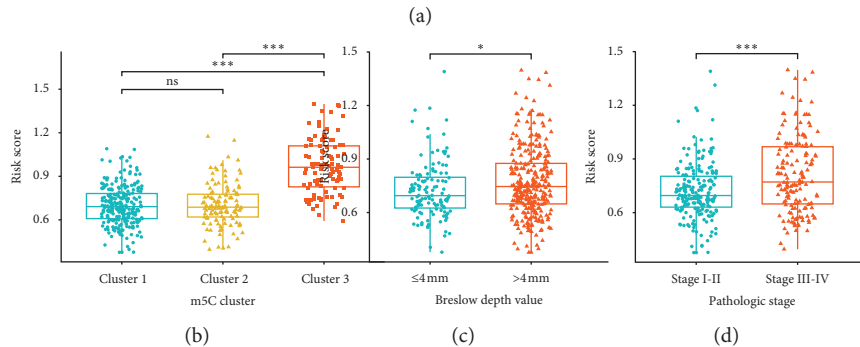 (a)
***
***
ns
1.5
1.2
0.9
0.6
Risk score
Cluster 1
Cluster 2
Cluster 3
m5C cluster
(b)
*
1.5
1.2
0.9
0.6
Risk score
≤4 mm
>4 mm
Breslow depth value
(c)
***
1.5
1.2
0.9
0.6
Risk score
Stage I-II
Stage III-IV
Pathologic stage
(d)